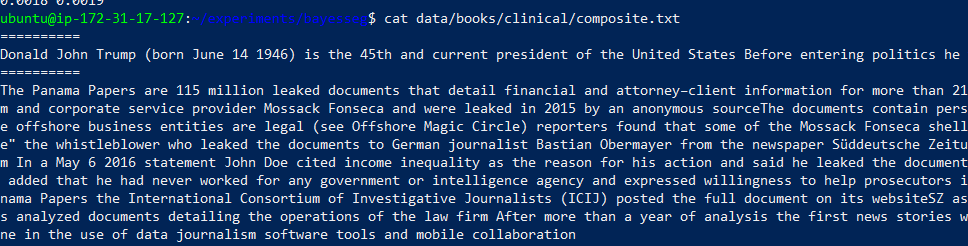 0.0018 0.0019
ubuntu@ip-172-31-17-127:~/experiments/bayesseg$ cat data/books/clinical/composite.txt
==========
Donald John Trump (born June 14 1946) is the 45th and current president of the United States Before entering politics he
==========
The Panama Papers are 115 million leaked documents that detail financial and attorney–client information for more than 21
m and corporate service provider Mossack Fonseca and were leaked in 2015 by an anonymous sourceThe documents contain pers
e offshore business entities are legal (see Offshore Magic Circle) reporters found that some of the Mossack Fonseca shell
e" the whistleblower who leaked the documents to German journalist Bastian Obermayer from the newspaper Süddeutsche Zeitu
m In a May 6 2016 statement John Doe cited income inequality as the reason for his action and said he leaked the document
added that he had never worked for any government or intelligence agency and expressed willingness to help prosecutors i
nama Papers the International Consortium of Investigative Journalists (ICIJ) posted the full document on its websiteSZ as
s analyzed documents detailing the operations of the law firm After more than a year of analysis the first news stories w
ne in the use of data journalism software tools and mobile collaboration